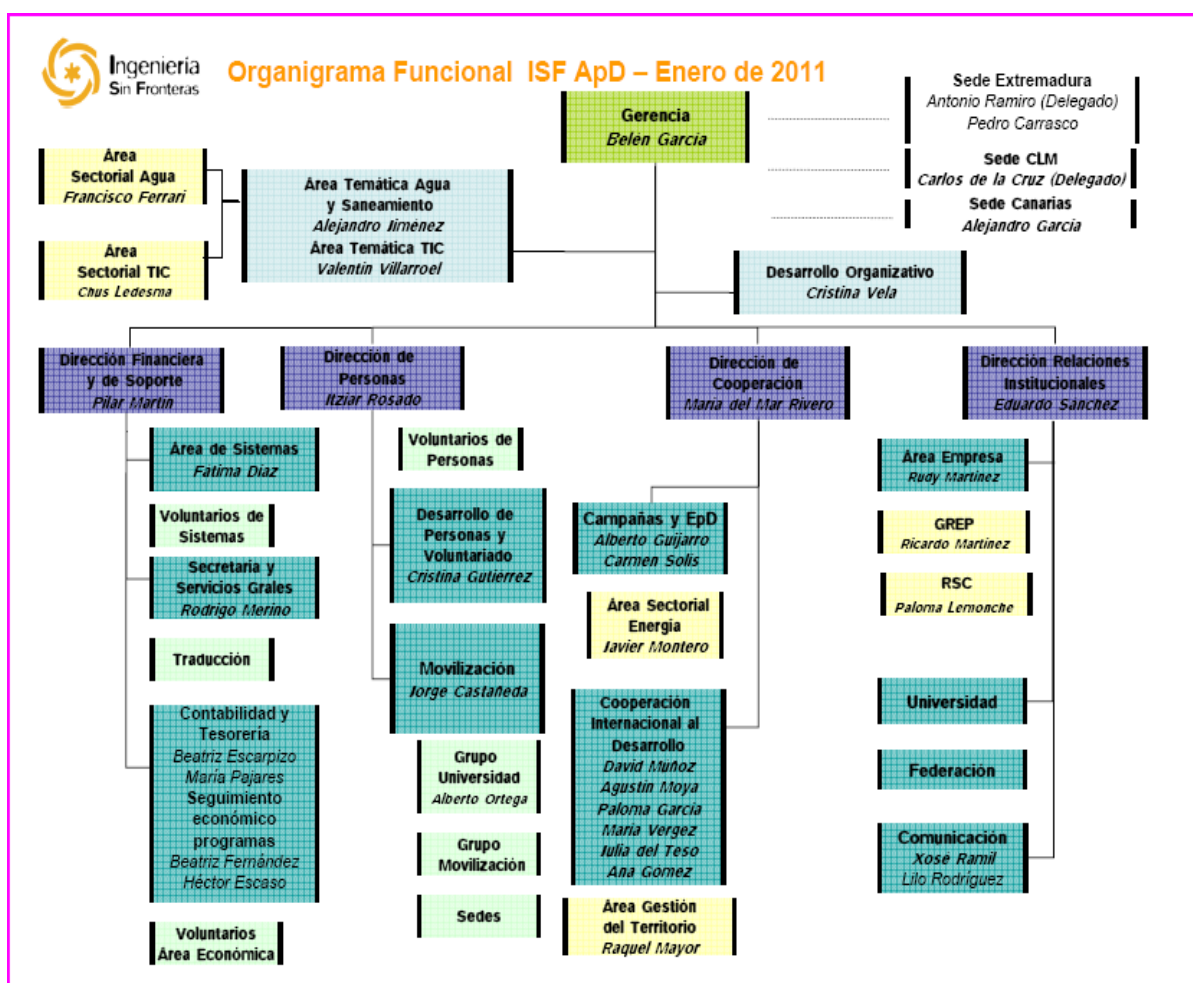 Ingeniería
Sin Fronteras
Organigrama Funcional ISF ApD – Enero de 2011
Gerencia
Belén García
Sede Extremadura
Antonio Ramiro (Delegado)
Pedro Carrasco
Sede CLM
Carlos de la Cruz (Delegado)
Sede Canarias
Alejandro García
Área
Sectorial Agua
Francisco Ferrari
Área
Sectorial TIC
Chus Ledesma
Área Temática Agua
y Saneamiento
Alejandro Jiménez
Área Temática TIC
Valentín Villarroel
Desarrollo Organizativo
Cristina Vela
Dirección Financiera
y de Soporte
Pilar Martín
Dirección de
Personas
Itziar Rosado
Dirección de
Cooperación
María del Mar Rivero
Dirección Relaciones
Institucionales
Eduardo Sánchez
Área de Sistemas
Fatima Díaz
Voluntarios de
Sistemas
Secretaria y
Servicios Grales
Rodrigo Merino
Traducción
Contabilidad y
Tesorería
Beatriz Escarpizo
María Pajares
Seguimiento
económico
programas
Beatriz Fernández
Héctor Escaso
Voluntarios
Área Económica
Voluntarios de
Personas
Desarrollo de
Personas y
Voluntariado
Cristina Gutierrez
Movilización
Jorge Castañeda
Grupo
Universidad
Alberto Ortega
Grupo
Movilización
Sedes
Campañas y EpD
Alberto Guijarro
Carmen Solís
Área Sectorial
Energía
Javier Montero
Cooperación
Internacional al
Desarrollo
David Muñoz
Agustín Moya
Paloma García
María Vergez
Julia del Teso
Ana Gomez
Área Gestión
del Territorio
Raquel Mayor
Área Empresa
Rudy Martínez
GREP
Ricardo Martínez
RSC
Paloma Lemonche
Universidad
Federación
Comunicación
Xosé Ramil
Lilo Rodríguez